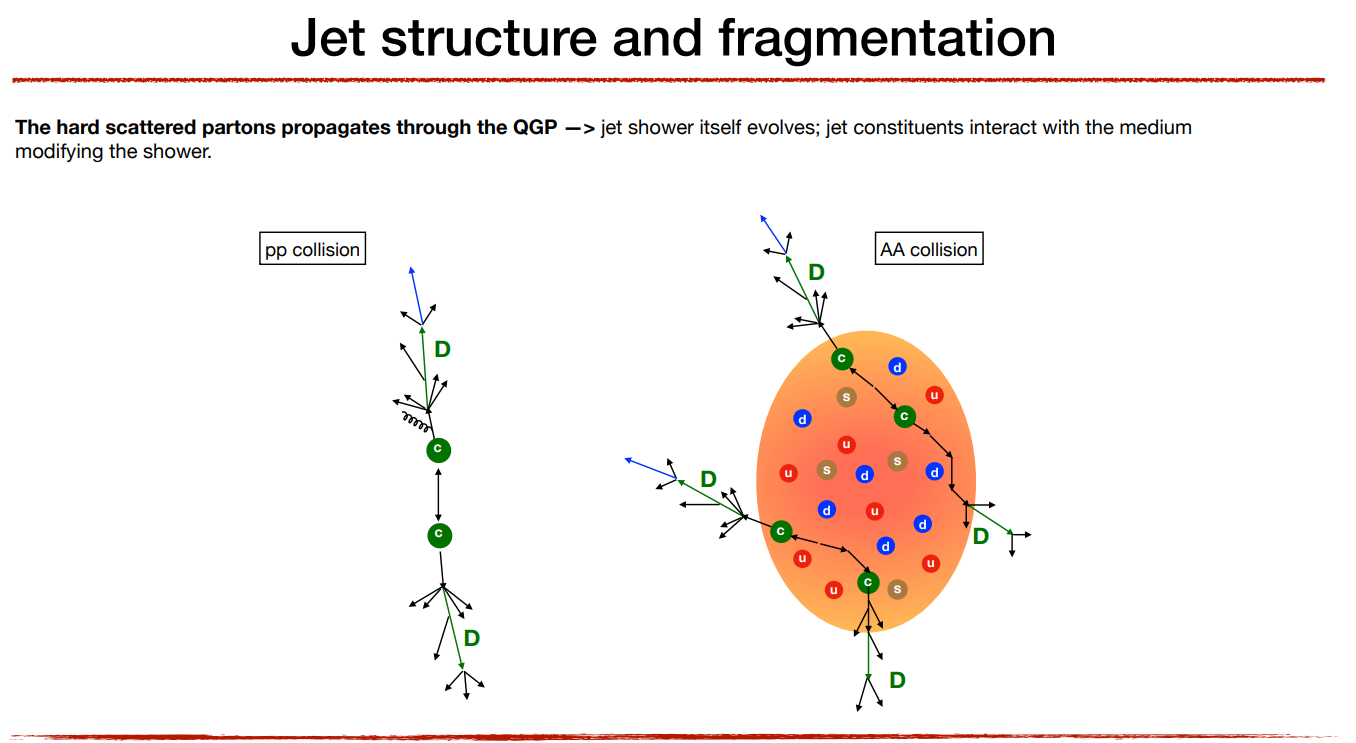 Jet structure and fragmentation
The hard scattered partons propagates through the QGP —> jet shower itself evolves; jet constituents interact with the medium
modifying the shower.
pp collision
AA collision
D
D
c
c
D
D
c
d
s
u
c
d
u
u
s
d
s
d
D
d
u
d
c
d
D
u
u
c
u
s
D